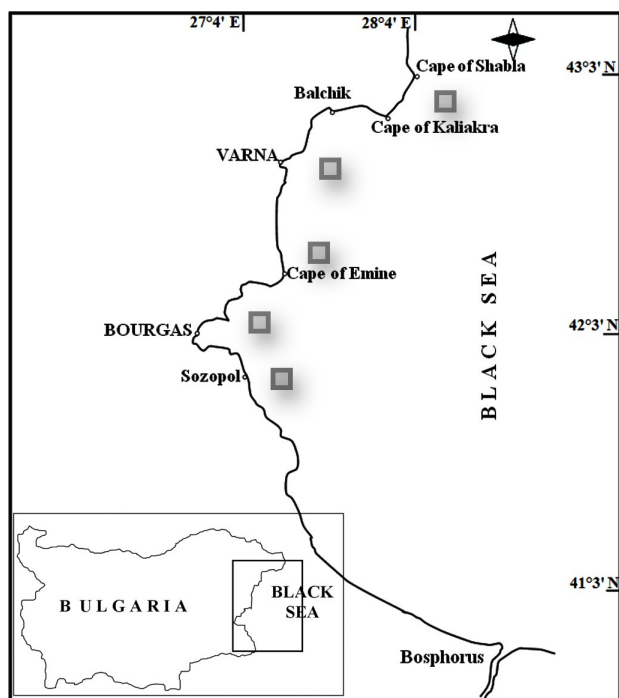 27°4' E
28°4' E
Cape of Shabla
43°3' N
Balchik
Cape of Kaliakra
VARNA
Cape of Emine
BLACK SEA
BOURGAS
42°3' N
Sozopol
BULGARIA
BLACK
SEA
41°3' N
Bosphorus